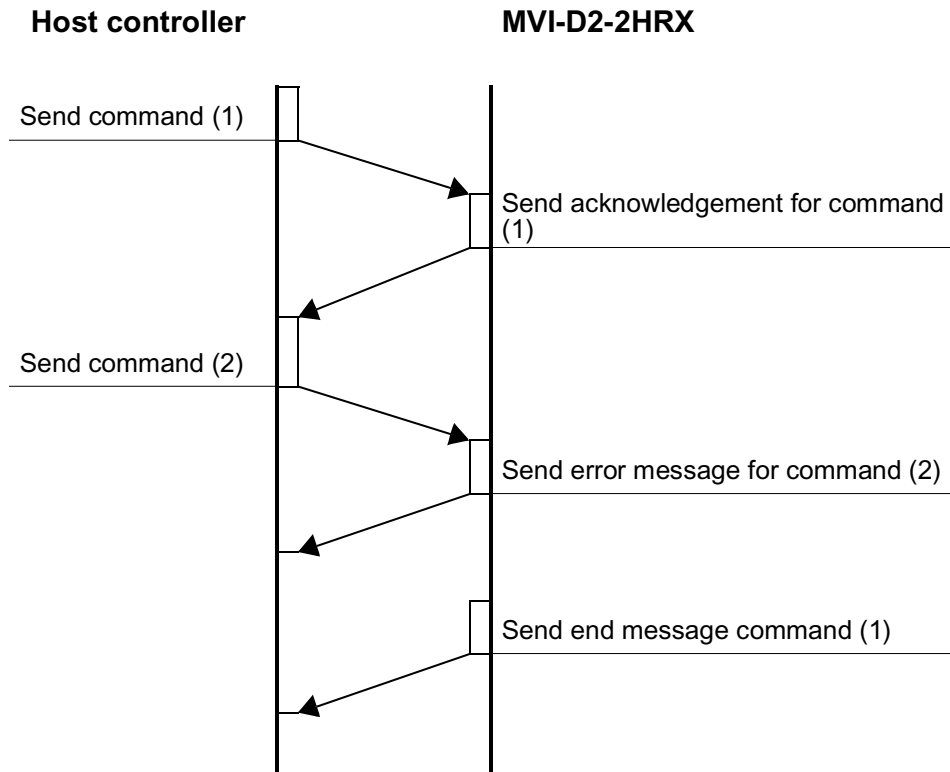 Host controller
MVI-D2-2HRX
Send command (1)
Send acknowledgement for command
(1)
Send command (2)
Send error message for command (2)
Send end message command (1)